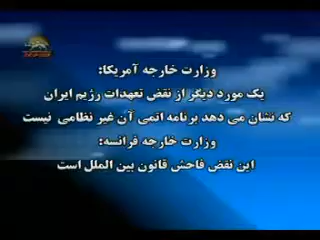 وزارت خارجه آمریکا:
یک مورد دیگر از نقض تعهدات رژیم ایران
که نشان می دهد برنامه اتمی آن غیر نظامی نیست
وزارت خارجه فرانسه:
این نقض فاحش قانون بین الملل است